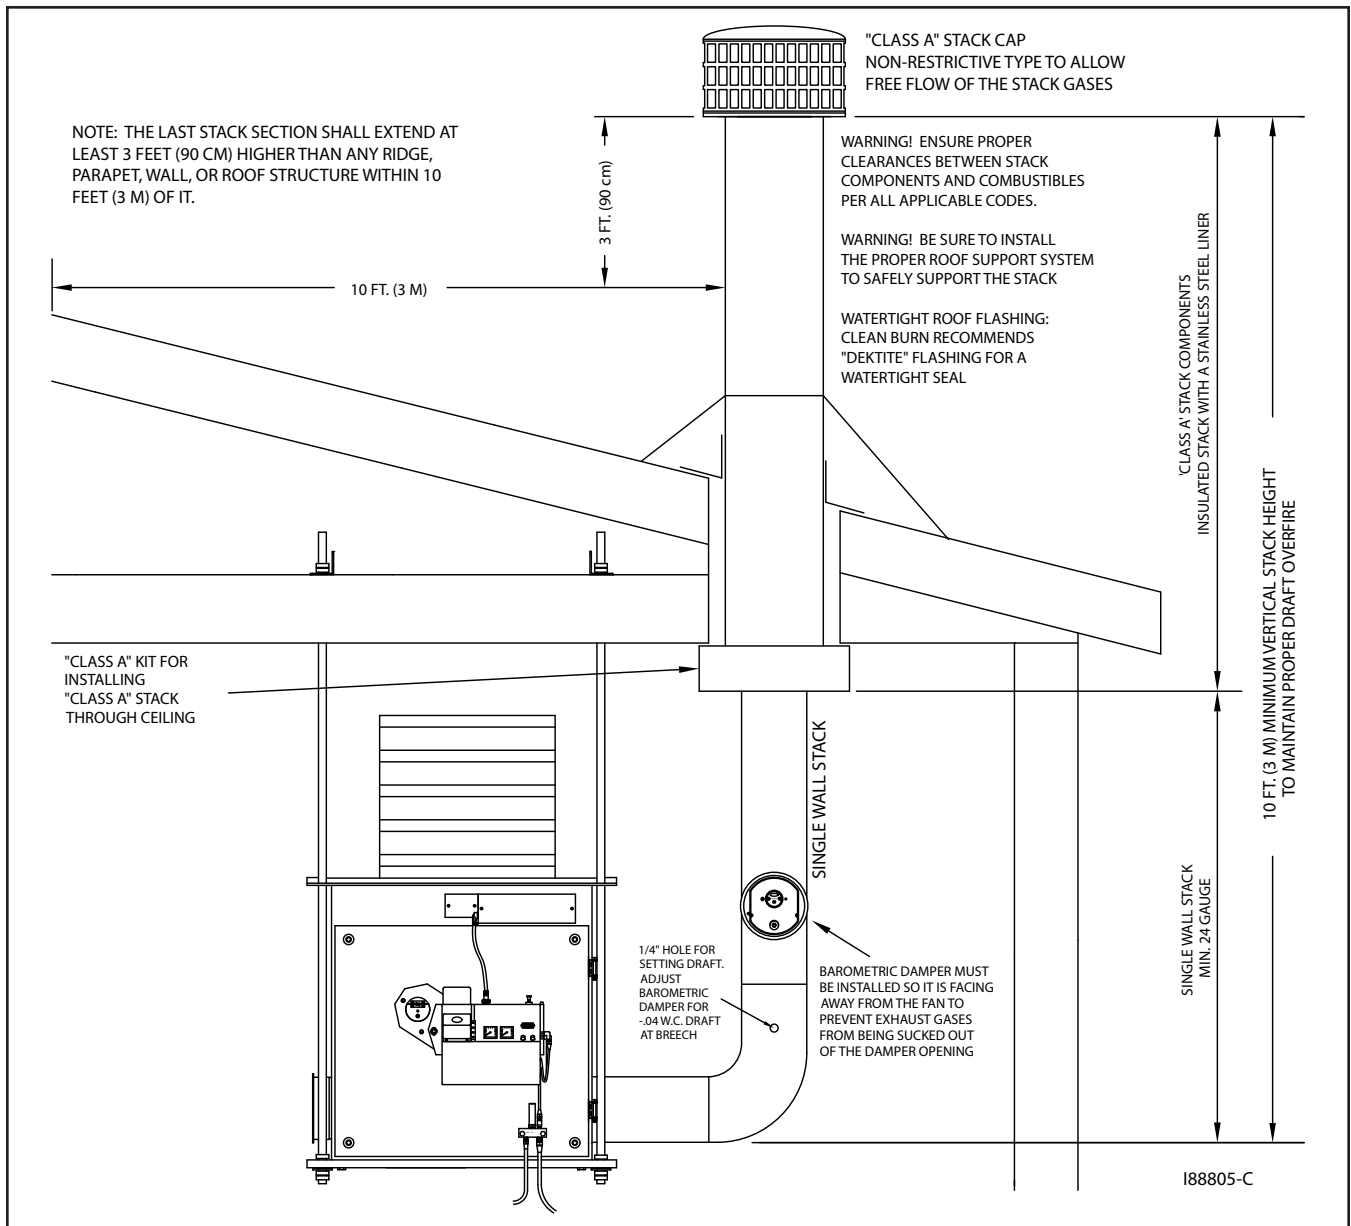 "CLASS A" STACK CAP
NON-RESTRICTIVE TYPE TO ALLOW
FREE FLOW OF THE STACK GASES
NOTE: THE LAST STACK SECTION SHALL EXTEND AT
LEAST 3 FEET (90 CM) HIGHER THAN ANY RIDGE,
PARAPET, WALL, OR ROOF STRUCTURE WITHIN 10
FEET (3 M) OF IT.
3 FT. (90 cm)
10 FT. (3 M)
WARNING! ENSURE PROPER
CLEARANCES BETWEEN STACK
COMPONENTS AND COMBUSTIBLES
PER ALL APPLICABLE CODES.
WARNING! BE SURE TO INSTALL
THE PROPER ROOF SUPPORT SYSTEM
TO SAFELY SUPPORT THE STACK
WATERTIGHT ROOF FLASHING:
CLEAN BURN RECOMMENDS
"DEKTITE" FLASHING FOR A
WATERTIGHT SEAL
'CLASS A' STACK COMPONENTS
INSULATED STACK WITH A STAINLESS STEEL LINER
10 FT. (3 M) MINIMUM VERTICAL STACK HEIGHT
TO MAINTAIN PROPER DRAFT OVERFIRE
"CLASS A" KIT FOR
INSTALLING
"CLASS A" STACK
THROUGH CEILING
SINGLE WALL STACK
SINGLE WALL STACK
MIN. 24 GAUGE
1/4" HOLE FOR
SETTING DRAFT.
ADJUST
BAROMETRIC
DAMPER FOR
-.04 W.C. DRAFT
AT BREECH
BAROMETRIC DAMPER MUST
BE INSTALLED SO IT IS FACING
AWAY FROM THE FAN TO
PREVENT EXHAUST GASES
FROM BEING SUCKED OUT
OF THE DAMPER OPENING
I88805-C